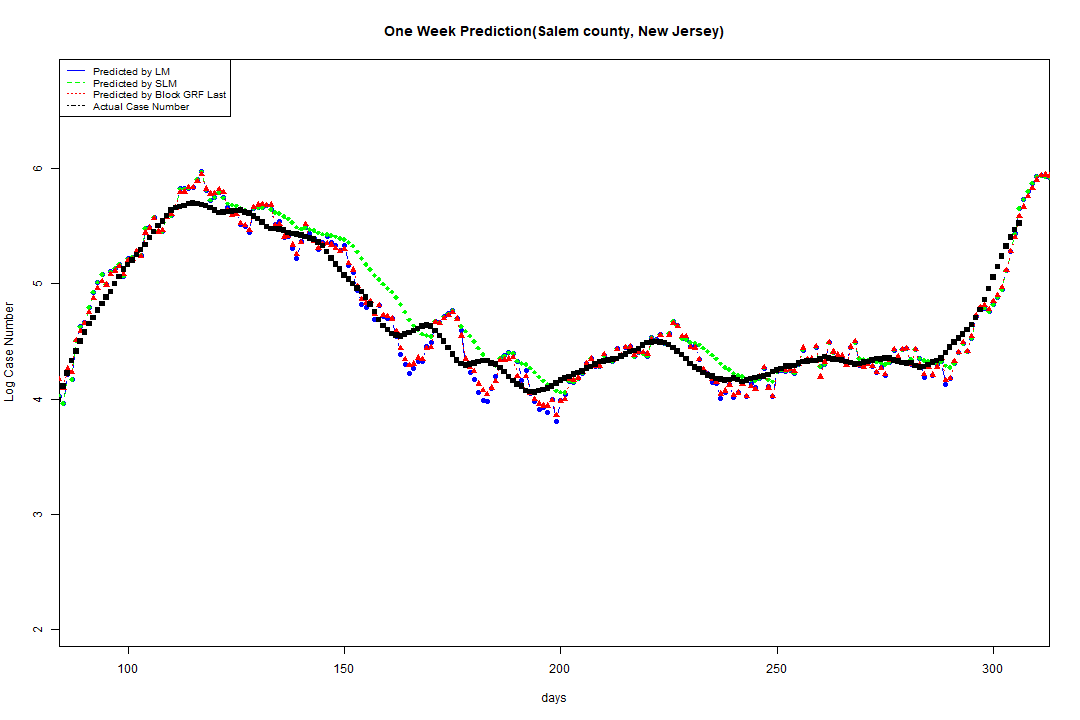 One Week Prediction(Salem county, New Jersey)
Predicted by LM
Predicted by SLM
Predicted by Block GRF Last
Actual Case Number
Log Case Number
6
5
4
3
2
100 150 200 250 300
days